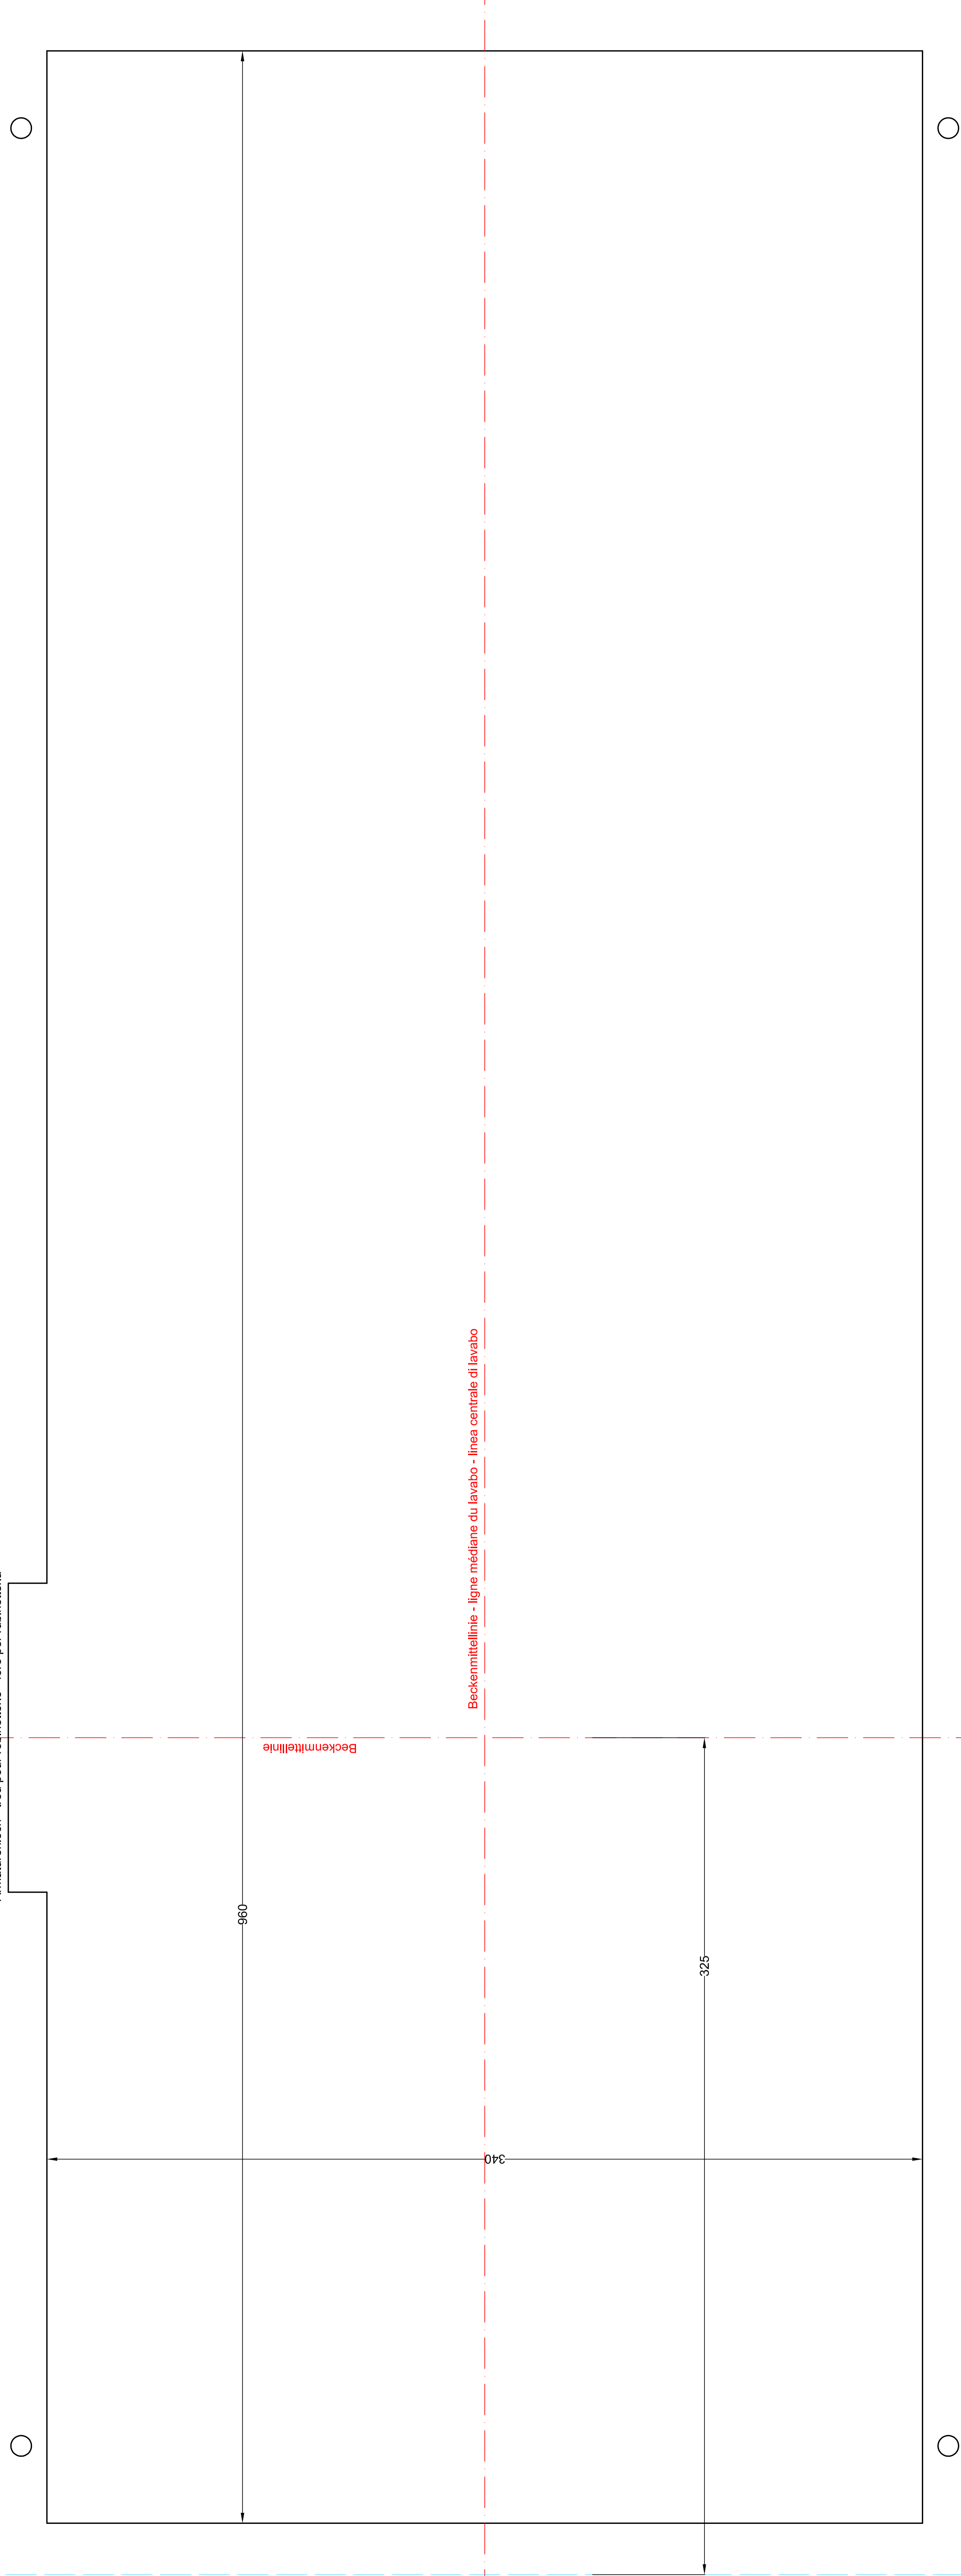 Beckenmittellinie - ligne médiane du lavabo - linea centrale di lavabo
Beckenmittellinie
960
325
340